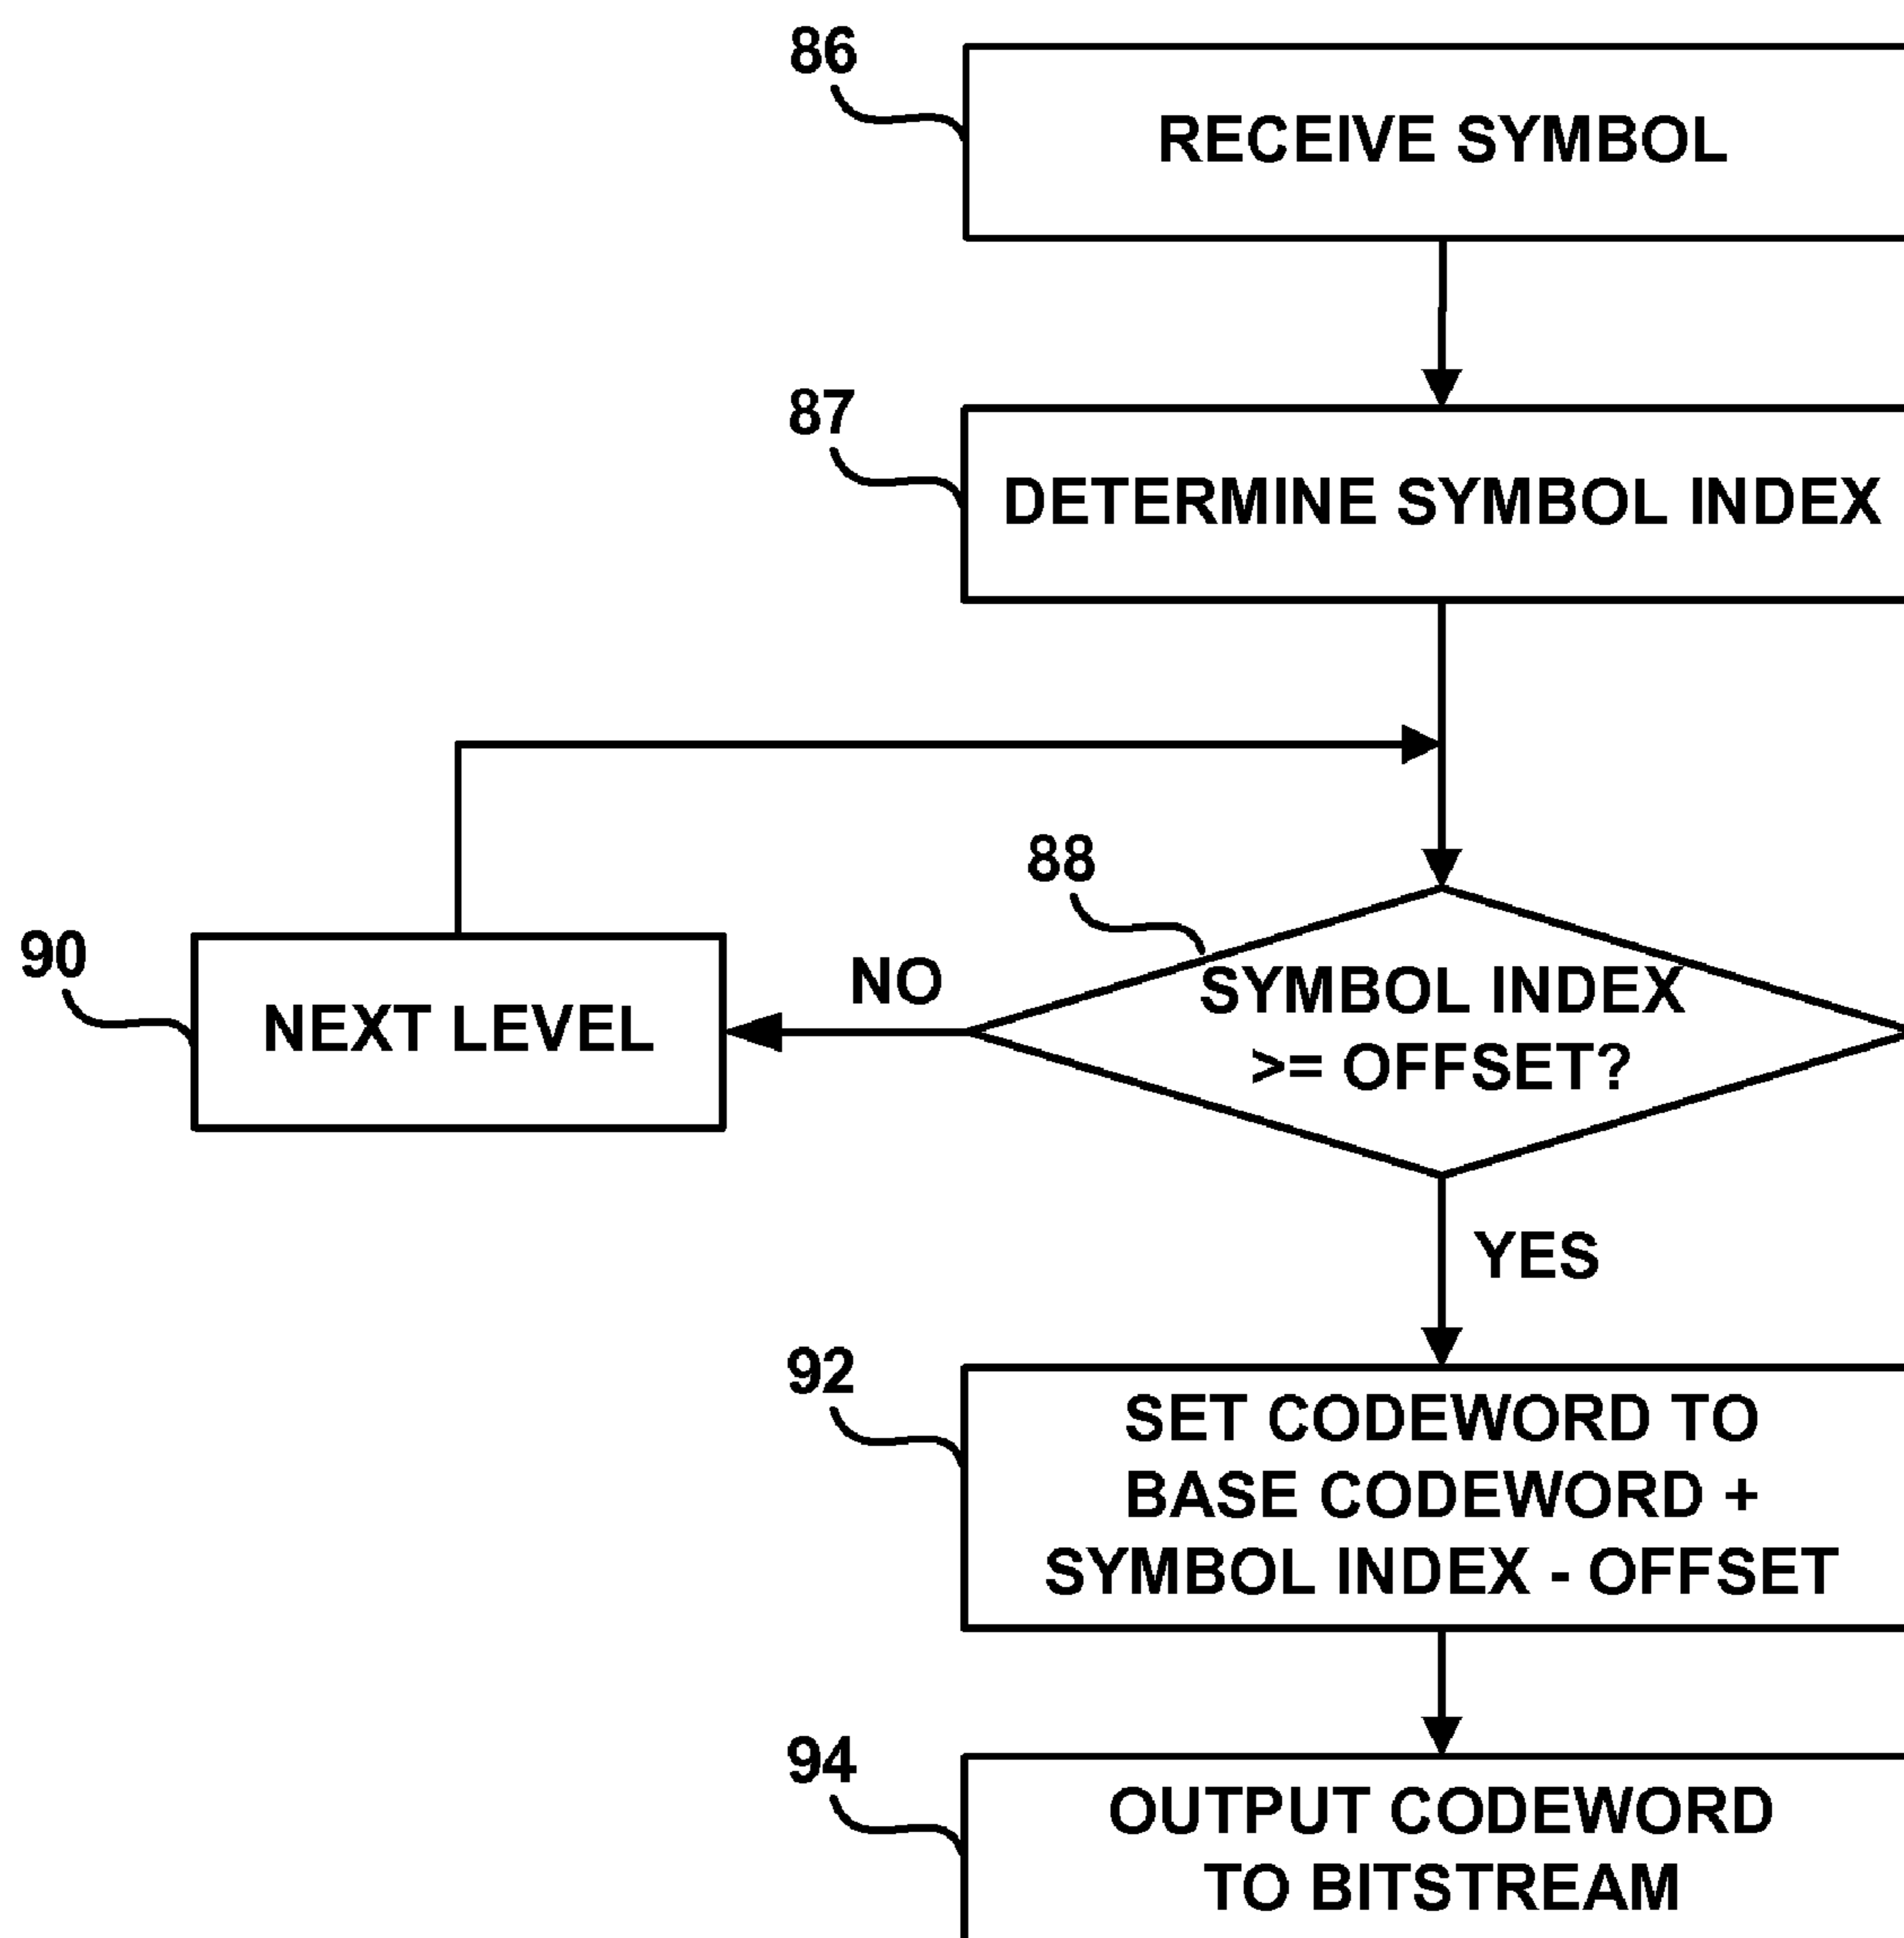 86
RECEIVE SYMBOL
87
DETERMINE SYMBOL INDEX
88
SYMBOL INDEX
>= OFFSET?
90
NEXT LEVEL
NO
YES
92
SET CODEWORD TO
BASE CODEWORD +
SYMBOL INDEX - OFFSET
94
OUTPUT CODEWORD
TO BITSTREAM